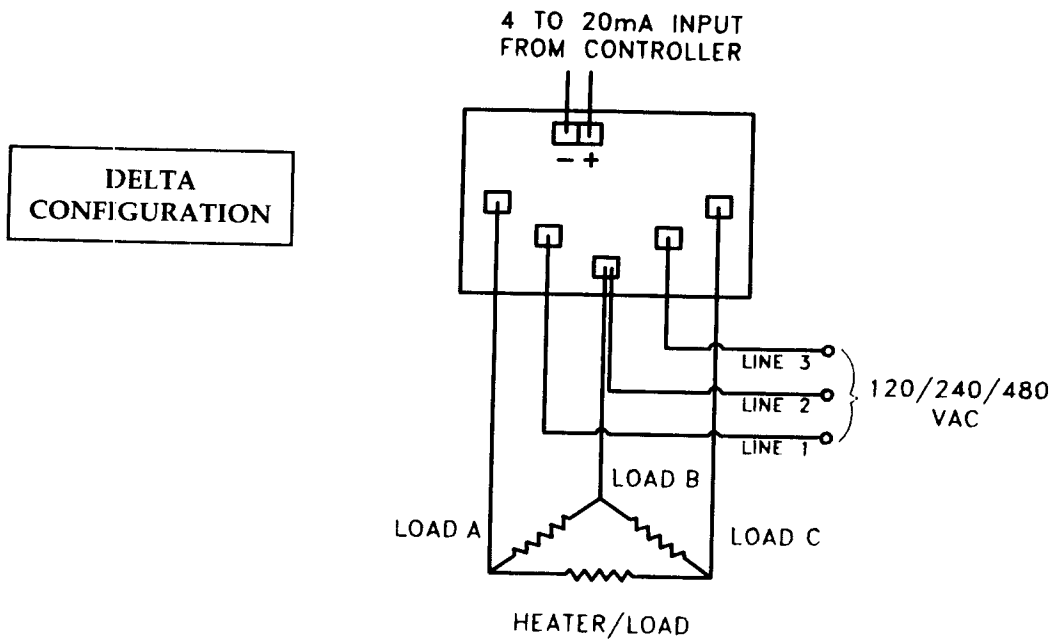 4 TO 20mA INPUT
FROM CONTROLLER
- +
DELTA
CONFIGURATION
LINE 3
LINE 2
LINE 1
120/240/480
VAC
LOAD B
LOAD A
LOAD C
HEATER/LOAD